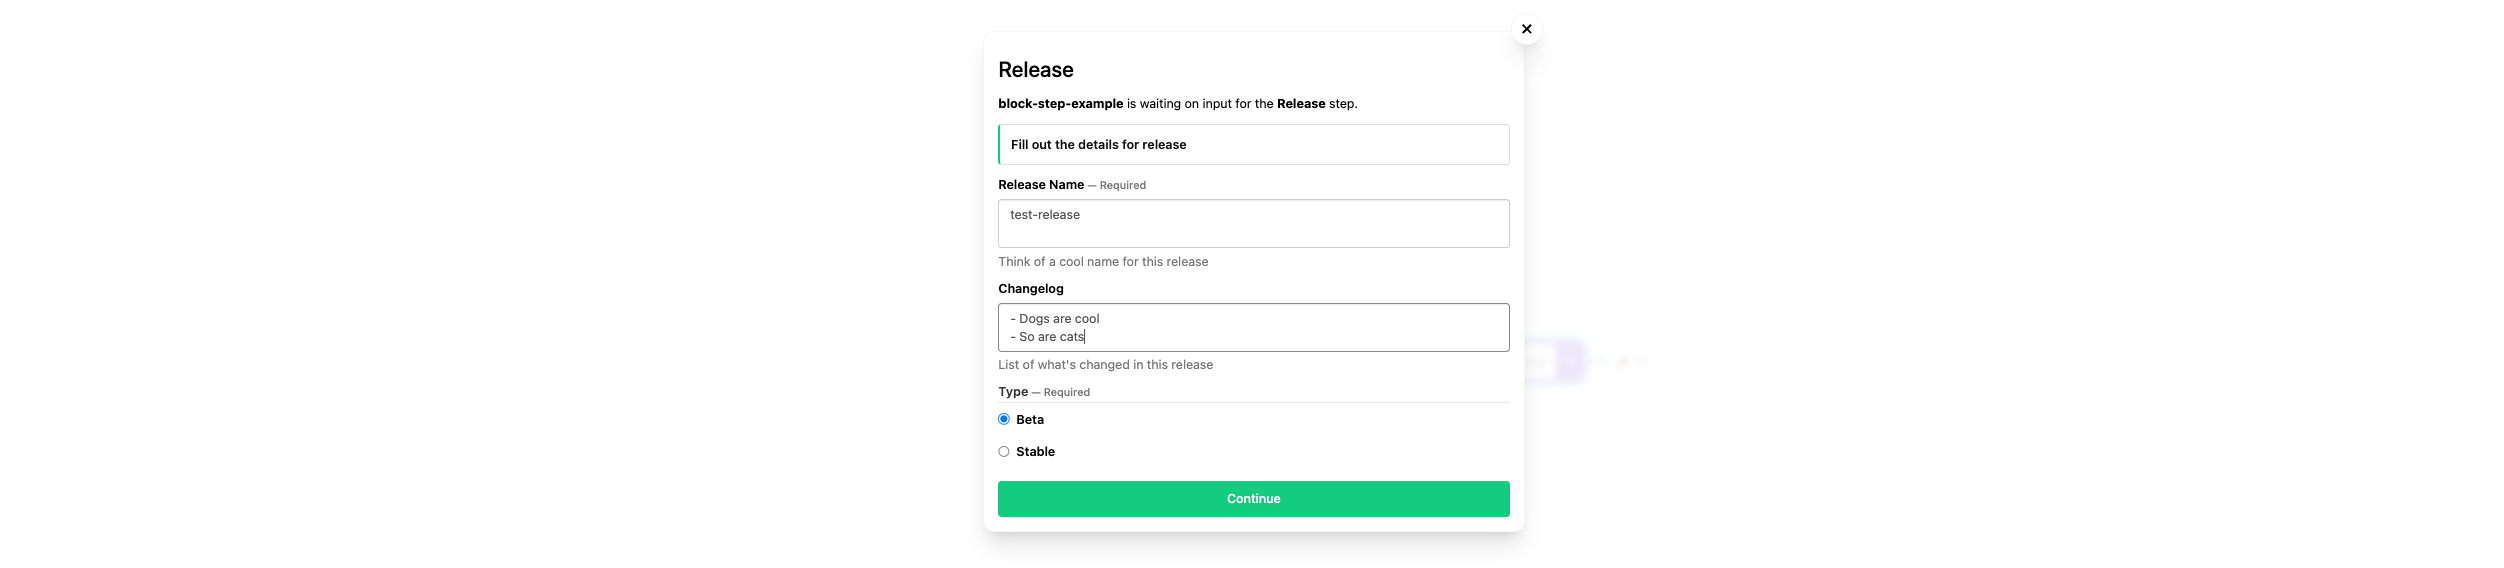 Release
block-step-example is waiting on input for the Release step.
Fill out the details for release
Release Name — Required
test-release
Think of a cool name for this release
Changelog
- Dogs are cool
- So are cats
List of what's changed in this release
Type — Required
Beta
Stable
Continue